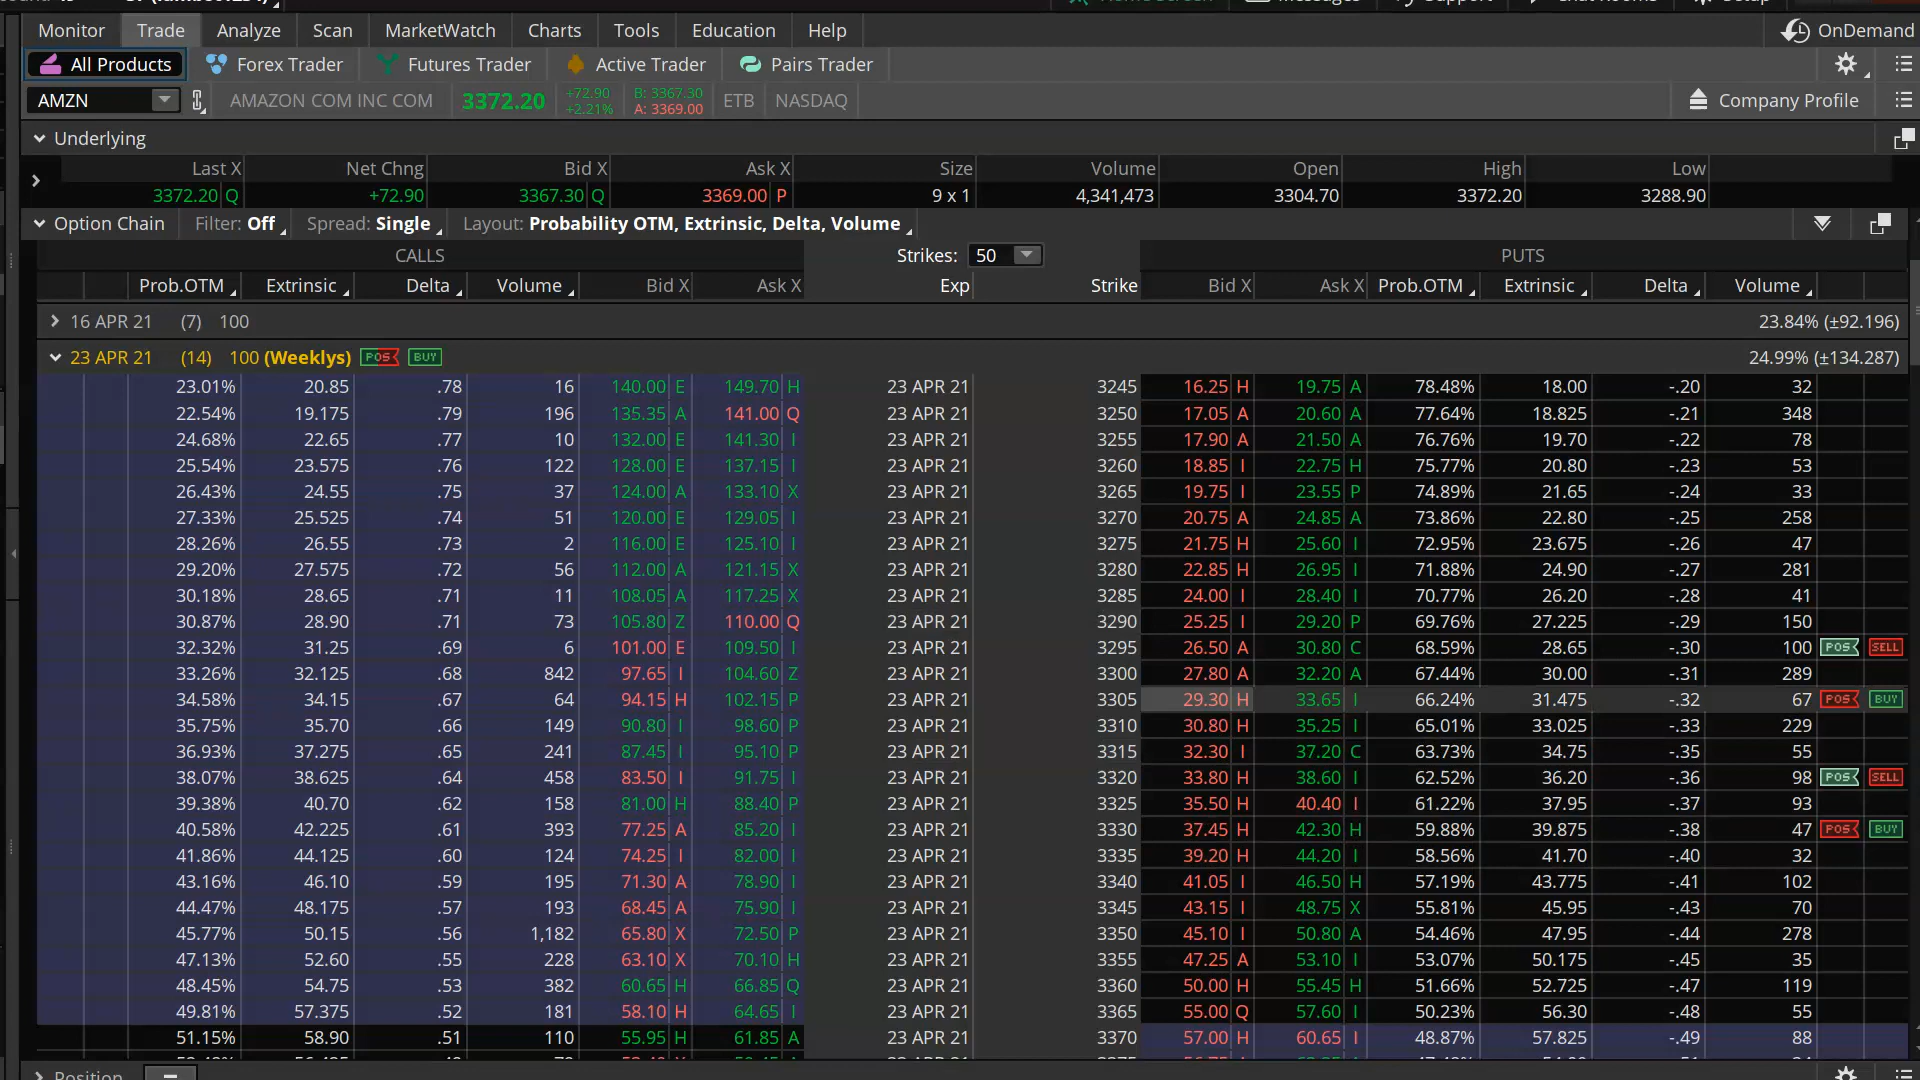 Monitor Trade Analyze Scan MarketWatch Charts Tools Education Help OnDemand
All Products Forex Trader Futures Trader Active Trader Pairs Trader
AMZN AMAZON COM INC COM 3372.20 +72.90 +2.21% B: 3367.30 A: 3369.00 ETB NASDAQ Company Profile
Underlying
Last X Net Chng Bid X Ask X Size Volume Open High Low
3372.20 Q +72.90 3367.30 Q 3369.00 P 9 x 1 4,341,473 3304.70 3372.20 3288.90
Option Chain Filter: Off Spread: Single Layout: Probability OTM, Extrinsic, Delta, Volume
CALLS Strikes: 50 PUTS
Prob.OTM Extrinsic Delta Volume Bid X Ask X Exp Strike Bid X Ask X Prob.OTM Extrinsic Delta Volume
16 APR 21 (7) 100 23.84% (±92.196)
23 APR 21 (14) 100 (Weeklys) POS BUY 24.99% (±134.287)
23.01% 20.85 .78 16 140.00 E 149.70 H 23 APR 21 3245 16.25 H 19.75 A 78.48% 18.00 -.20 32
22.54% 19.175 .79 196 135.35 A 141.00 Q 23 APR 21 3250 17.05 A 20.60 A 77.64% 18.825 -.21 348
24.68% 22.65 .77 10 132.00 E 141.30 I 23 APR 21 3255 17.90 A 21.50 A 76.76% 19.70 -.22 78
25.54% 23.575 .76 122 128.00 E 137.15 I 23 APR 21 3260 18.85 I 22.75 H 75.77% 20.80 -.23 53
26.43% 24.55 .75 37 124.00 A 133.10 X 23 APR 21 3265 19.75 I 23.55 P 74.89% 21.65 -.24 33
27.33% 25.525 .74 51 120.00 E 129.05 I 23 APR 21 3270 20.75 A 24.85 A 73.86% 22.80 -.25 258
28.26% 26.55 .73 2 116.00 E 125.10 I 23 APR 21 3275 21.75 H 25.60 I 72.95% 23.675 -.26 47
29.20% 27.575 .72 56 112.00 A 121.15 X 23 APR 21 3280 22.85 H 26.95 I 71.88% 24.90 -.27 281
30.18% 28.65 .71 11 108.05 A 117.25 X 23 APR 21 3285 24.00 I 28.40 I 70.77% 26.20 -.28 41
30.87% 28.90 .71 73 105.80 Z 110.00 Q 23 APR 21 3290 25.25 I 29.20 P 69.76% 27.225 -.29 150
32.32% 31.25 .69 6 101.00 E 109.50 I 23 APR 21 3295 26.50 A 30.80 C 68.59% 28.65 -.30 100 POS SELL
33.26% 32.125 .68 842 97.65 I 104.60 Z 23 APR 21 3300 27.80 A 32.20 A 67.44% 30.00 -.31 289
34.58% 34.15 .67 64 94.15 H 102.15 P 23 APR 21 3305 29.30 H 33.65 I 66.24% 31.475 -.32 67 POS BUY
35.75% 35.70 .66 149 90.80 I 98.60 P 23 APR 21 3310 30.80 H 35.25 I 65.01% 33.025 -.33 229
36.93% 37.275 .65 241 87.45 I 95.10 P 23 APR 21 3315 32.30 I 37.20 C 63.73% 34.75 -.35 55
38.07% 38.625 .64 458 83.50 I 91.75 I 23 APR 21 3320 33.80 H 38.60 I 62.52% 36.20 -.36 98 POS SELL
39.38% 40.70 .62 158 81.00 H 88.40 P 23 APR 21 3325 35.50 H 40.40 I 61.22% 37.95 -.37 93
40.58% 42.225 .61 393 77.25 A 85.20 I 23 APR 21 3330 37.45 H 42.30 H 59.88% 39.875 -.38 47 POS BUY
41.86% 44.125 .60 124 74.25 I 82.00 I 23 APR 21 3335 39.20 H 44.20 I 58.56% 41.70 -.40 32
43.16% 46.10 .59 195 71.30 A 78.90 I 23 APR 21 3340 41.05 I 46.50 H 57.19% 43.775 -.41 102
44.47% 48.175 .57 193 68.45 A 75.90 I 23 APR 21 3345 43.15 I 48.75 X 55.81% 45.95 -.43 70
45.77% 50.15 .56 1,182 65.80 X 72.50 P 23 APR 21 3350 45.10 I 50.80 A 54.46% 47.95 -.44 278
47.13% 52.60 .55 228 63.10 X 70.10 H 23 APR 21 3355 47.25 A 53.10 I 53.07% 50.175 -.45 35
48.45% 54.75 .53 382 60.65 H 66.85 Q 23 APR 21 3360 50.00 H 55.45 H 51.66% 52.725 -.47 119
49.81% 57.375 .52 181 58.10 H 64.65 I 23 APR 21 3365 55.00 Q 57.60 I 50.23% 56.30 -.48 55
51.15% 58.90 .51 110 55.95 H 61.85 A 23 APR 21 3370 57.00 H 60.65 I 48.87% 57.825 -.49 88
Position